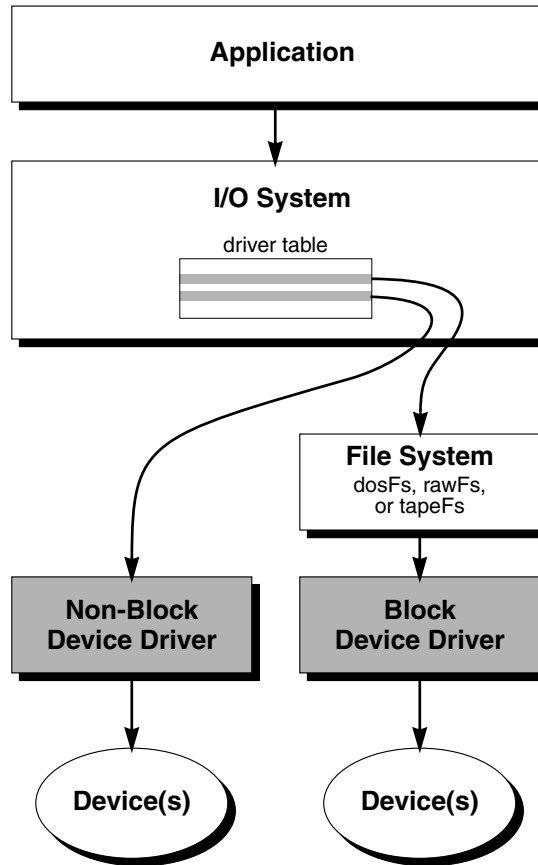 Application
I/O System
driver table
File System
dosFs, rawFs,
or tapeFs
Non-Block
Device Driver
Block
Device Driver
Device(s)
Device(s)